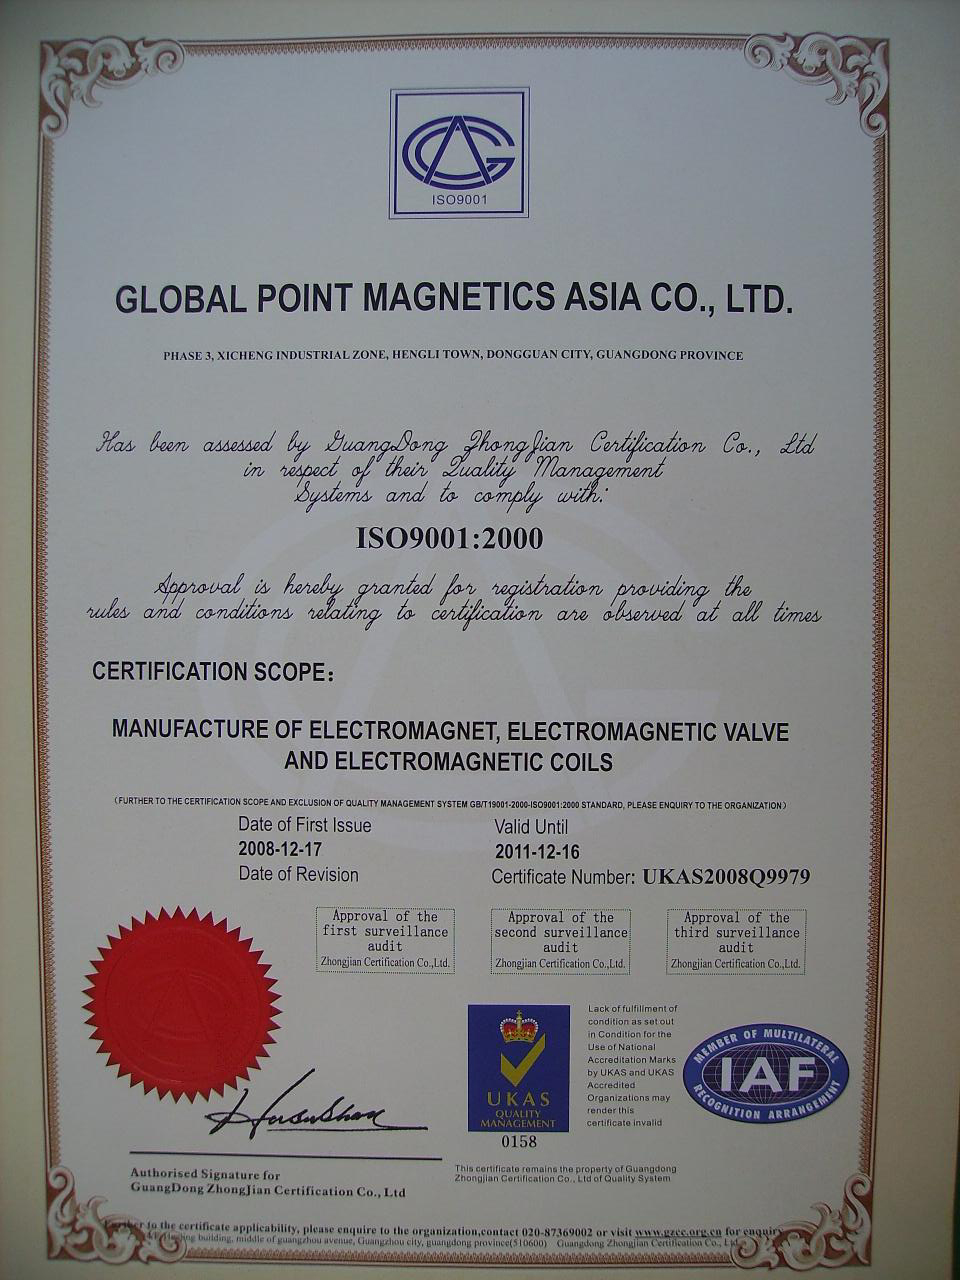 ISO9001
GLOBAL POINT MAGNETICS ASIA CO., LTD.
PHASE 3, XICHENG INDUSTRIAL ZONE, HENGLI TOWN, DONGGUAN CITY, GUANGDONG PROVINCE
Has been assessed by GuangDong ZhongJian Certification Co., Ltd
in respect of their Quality Management
Systems and to comply with:
ISO9001:2000
Approval is hereby granted for registration providing the
rules and conditions relating to certification are observed at all times
CERTIFICATION SCOPE:
MANUFACTURE OF ELECTROMAGNET, ELECTROMAGNETIC VALVE
AND ELECTROMAGNETIC COILS
(FURTHER TO THE CERTIFICATION SCOPE AND EXCLUSION OF QUALITY MANAGEMENT SYSTEM GB/T19001-2000-ISO9001:2000 STANDARD, PLEASE ENQUIRY TO THE ORGANIZATION)
Date of First Issue
2008-12-17
Date of Revision
Valid Until
2011-12-16
Certificate Number: UKAS2008Q9979
Approval of the
first surveillance
audit
Zhongjian Certification Co.,Ltd.
Approval of the
second surveillance
audit
Zhongjian Certification Co.,Ltd.
Approval of the
third surveillance
audit
Zhongjian Certification Co.,Ltd.
UKAS
QUALITY
MANAGEMENT
0158
Lack of fulfillment of
condition as set out
in Condition for the
Use of National
Accreditation Marks
by UKAS and UKAS
Accredited
Organizations may
render this
certificate invalid
MEMBER OF MULTILATERAL
IAF
RECOGNITION ARRANGEMENT
Authorised Signature for
GuangDong ZhongJian Certification Co., Ltd
This certificate remains the property of Guangdong
Zhongjian Certification Co., Ltd of Quality System
Further to the certificate applicability, please enquire to the organization,contact 020-87369002 or visit www.gzcc.org.cn for enquiry
building, middle of guangzhou avenue, Guangzhou city, guangdong province(510600) Guangdong Zhongjian Certification Co., Ltd